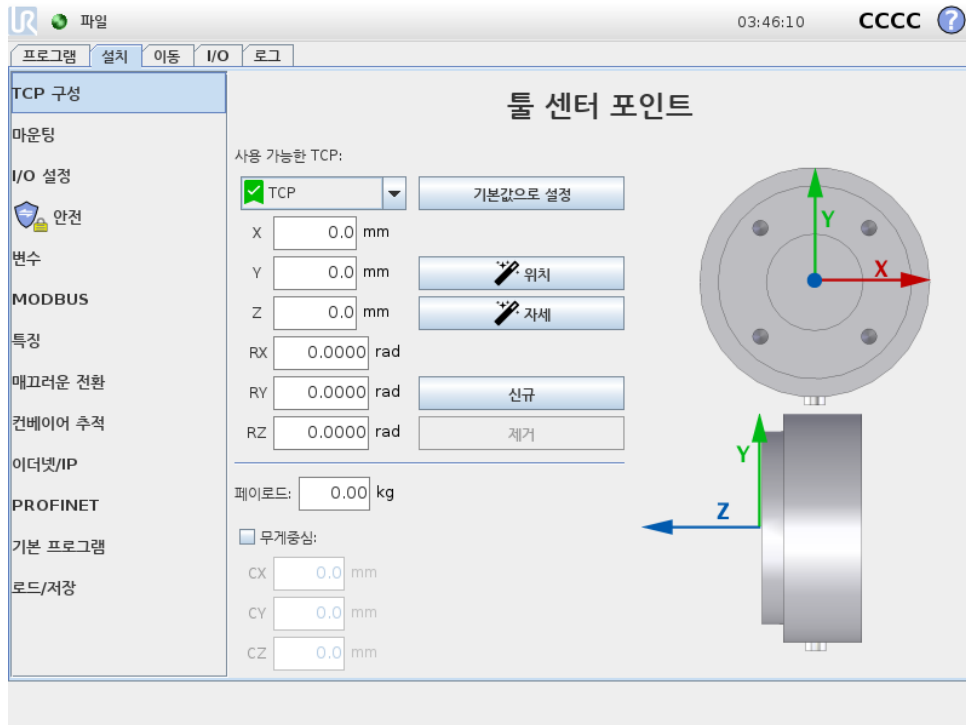 UR 파일 03:46:10 CCCC ?
프로그램 설치 이동 I/O 로그
TCP 구성
마운팅
I/O 설정
안전
변수
MODBUS
특징
매끄러운 전환
컨베이어 추적
이더넷/IP
PROFINET
기본 프로그램
로드/저장
툴 센터 포인트
사용 가능한 TCP:
TCP 기본값으로 설정
X 0.0 mm
Y 0.0 mm 위치
Z 0.0 mm 자세
RX 0.0000 rad
RY 0.0000 rad 신규
RZ 0.0000 rad 제거
페이로드: 0.00 kg
무게중심:
CX 0.0 mm
CY 0.0 mm
CZ 0.0 mm
Y
X
Y
Z